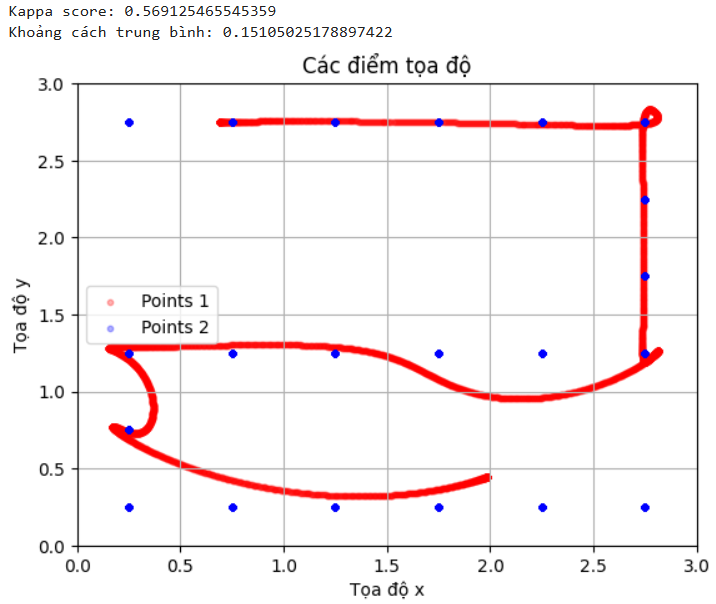 Kappa score: 0.569125465545359
Khoảng cách trung bình: 0.15105025178897422
Các điểm tọa độ
3.0
2.5
2.0
1.5
1.0
0.5
0.0
Tọa độ y
Points 1
Points 2
0.0 0.5 1.0 1.5 2.0 2.5 3.0
Tọa độ x